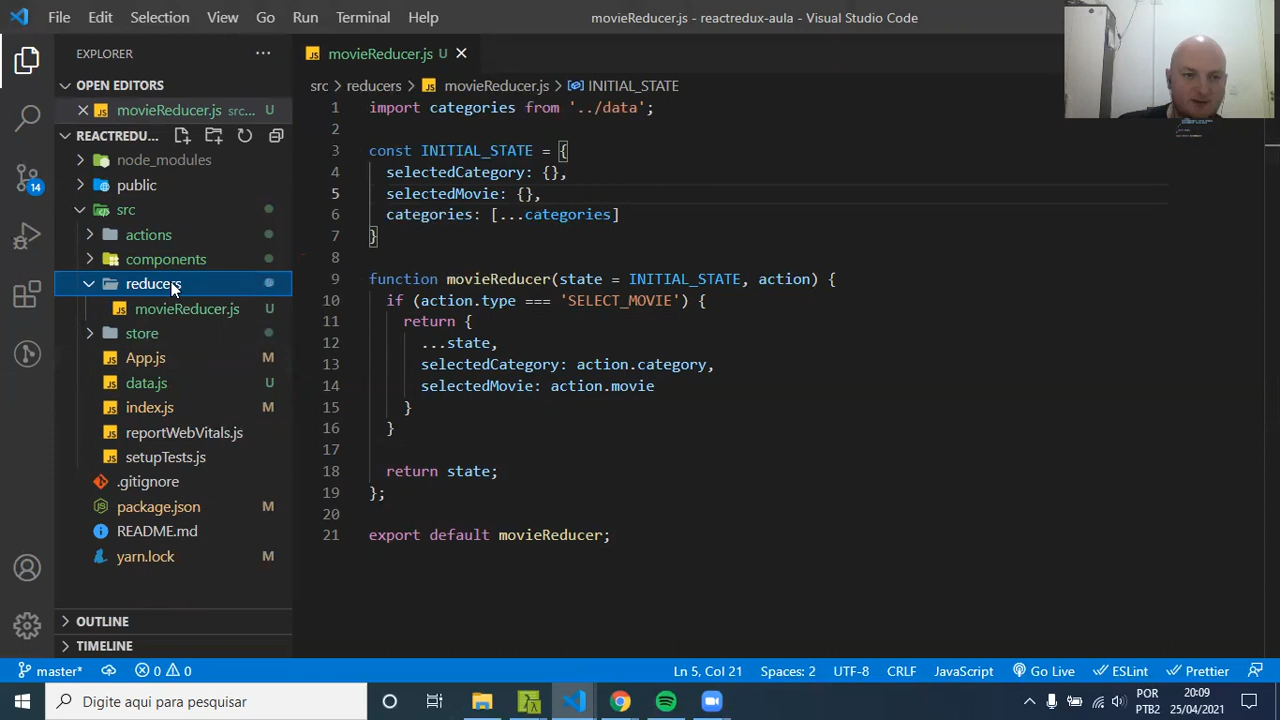 File Edit Selection View Go Run Terminal Help
movieReducer.js - reactredux-aula - Visual Studio Code
EXPLORER
OPEN EDITORS
movieReducer.js src... U
REACTREDU...
node_modules
public
src
actions
components
reducers
movieReducer.js U
store
App.js M
data.js U
index.js M
reportWebVitals.js
setupTests.js
.gitignore
package.json M
README.md
yarn.lock M
OUTLINE
TIMELINE
14
movieReducer.js U
src > reducers > movieReducer.js > INITIAL_STATE
1 import categories from '../data';
2
3 const INITIAL_STATE = {
4 selectedCategory: {},
5 selectedMovie: {},
6 categories: [...categories]
7 }
8
9 function movieReducer(state = INITIAL_STATE, action) {
10 if (action.type === 'SELECT_MOVIE') {
11 return {
12 ...state,
13 selectedCategory: action.category,
14 selectedMovie: action.movie
15 }
16 }
17
18 return state;
19 };
20
21 export default movieReducer;
master* 0 0 Ln 5, Col 21 Spaces: 2 UTF-8 CRLF JavaScript Go Live ESLint Prettier
Digite aqui para pesquisar
POR
PTB2
20:09
25/04/2021